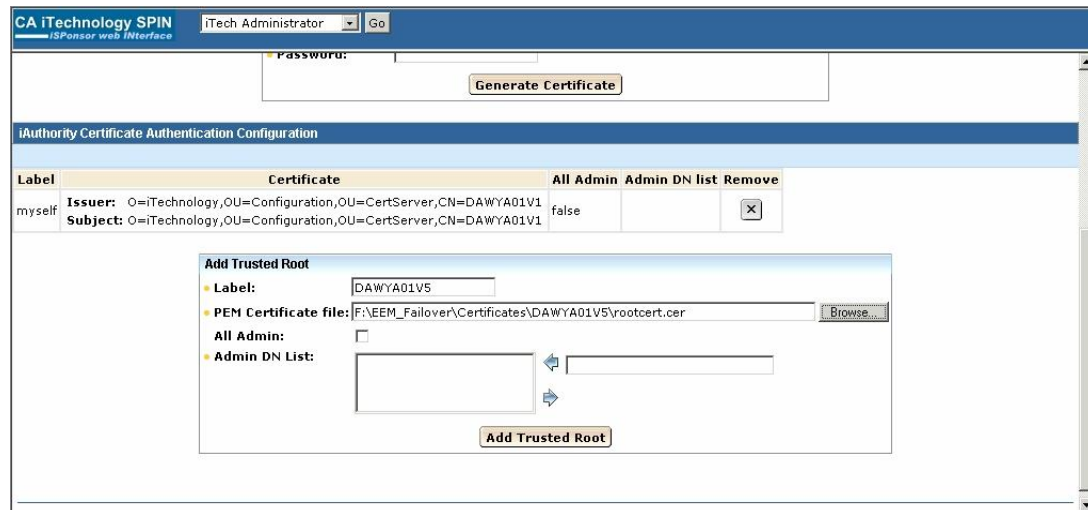 CA iTechnology SPIN
ISPonsor web INterface
iTech Administrator
Go
Password:
Generate Certificate
iAuthority Certificate Authentication Configuration
Label Certificate All Admin Admin DN list Remove
myself Issuer: O=iTechnology,OU=Configuration,OU=CertServer,CN=DAWYA01V1 false
Subject: O=iTechnology,OU=Configuration,OU=CertServer,CN=DAWYA01V1
Add Trusted Root
Label: DAWYA01V5
PEM Certificate file: F:\EEM_Failover\Certificates\DAWYA01V5\rootcert.cer Browse...
All Admin:
Admin DN List:
Add Trusted Root